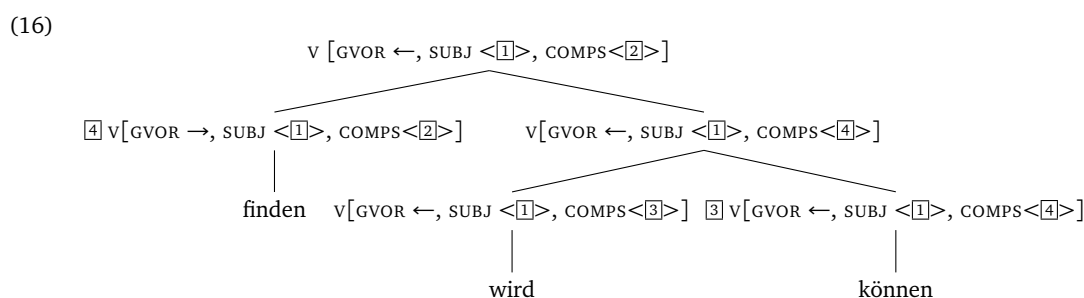 (16)
V [GVOR ←, SUBJ <1>, COMPS<2>]
4 V[GVOR →, SUBJ <1>, COMPS<2>] V[GVOR ←, SUBJ <1>, COMPS<4>]
finden V[GVOR ←, SUBJ <1>, COMPS<3>] 3 V[GVOR ←, SUBJ <1>, COMPS<4>]
wird können